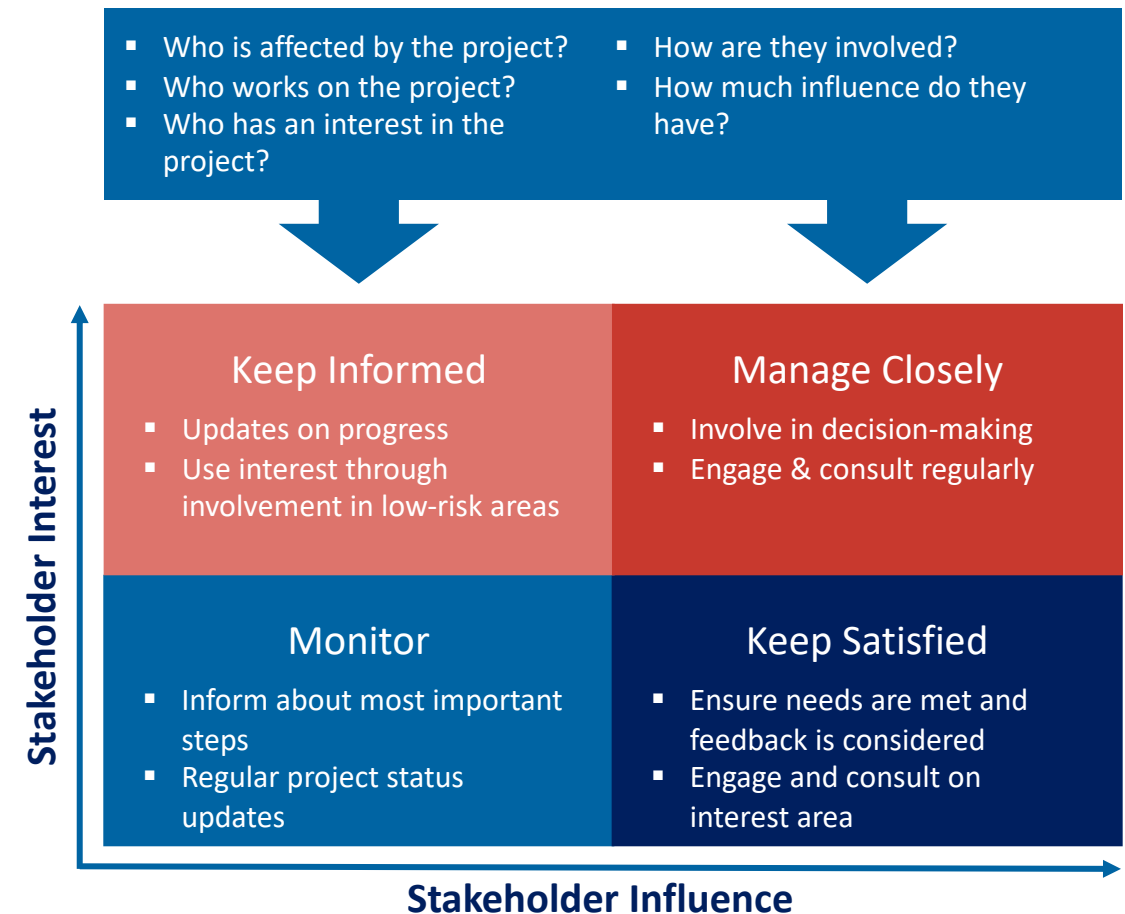 ▪ Who is affected by the project?
▪ Who works on the project?
▪ Who has an interest in the
project?
▪ How are they involved?
▪ How much influence do they
have?
Stakeholder Interest
Keep Informed
▪ Updates on progress
▪ Use interest through
involvement in low-risk areas
Manage Closely
▪ Involve in decision-making
▪ Engage & consult regularly
Monitor
▪ Inform about most important
steps
▪ Regular project status
updates
Keep Satisfied
▪ Ensure needs are met and
feedback is considered
▪ Engage and consult on
interest area
Stakeholder Influence